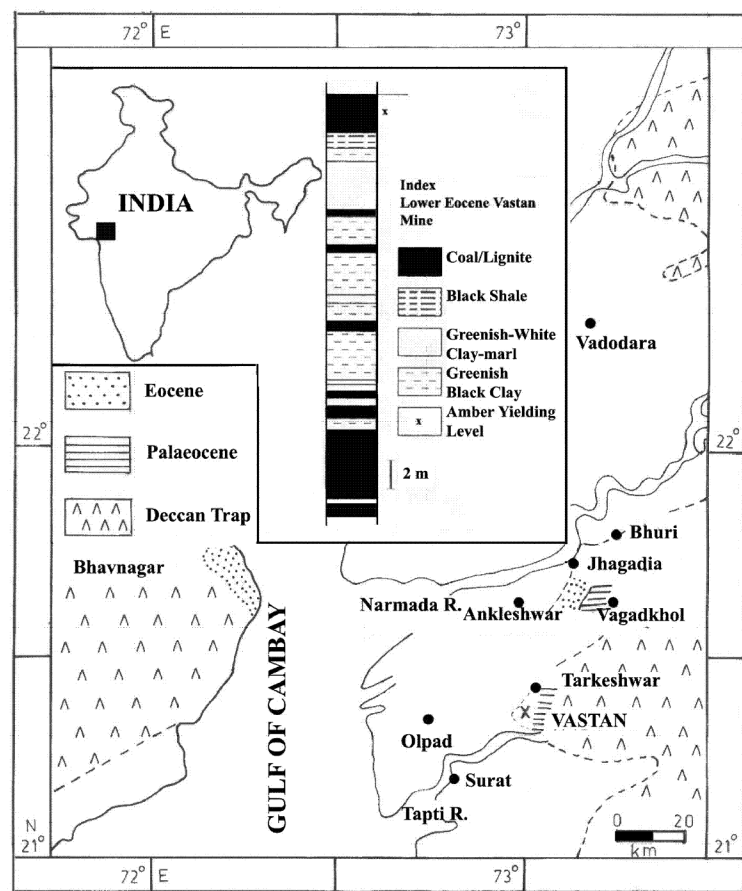 72° E
73°
INDIA
x
Index
Lower Eocene Vastan
Mine
Coal/Lignite
Black Shale
Greenish-White
Clay-marl
Greenish
Black Clay
x
Amber Yielding
Level
2 m
Eocene
Palaeocene
Deccan Trap
22°
22°
Vadodara
Bhuri
Jhagadia
Bhavnagar
Narmada R.
Ankleshwar
Vagadkhol
GULF OF CAMBAY
Tarkeshwar
X
VASTAN
Olpad
Surat
Tapti R.
0 20
km
N
21°
21°
72° E
73°